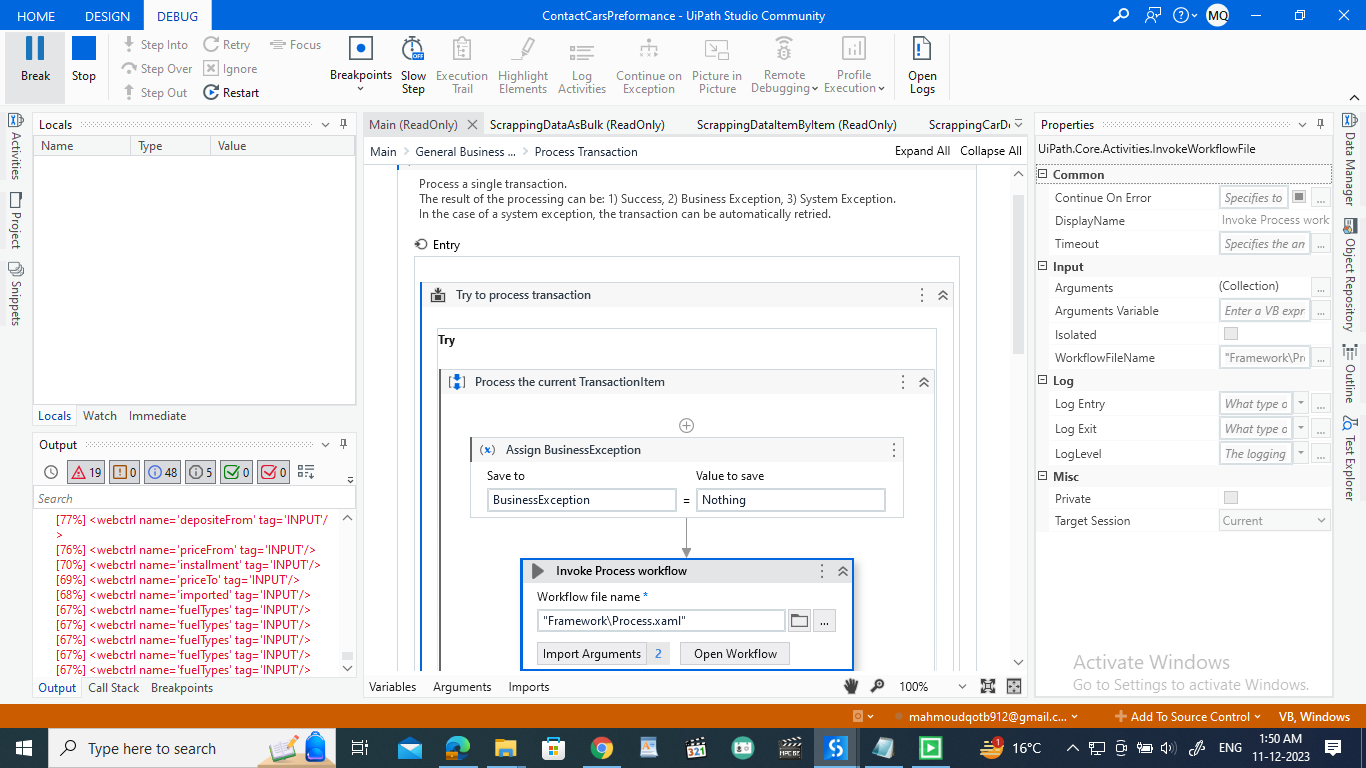 HOME DESIGN DEBUG ContactCarsPreformance - UiPath Studio Community MQ
Break
Stop
Step Into
Step Over
Step Out
Retry
Ignore
Restart
Focus
Breakpoints
Slow
Step
OFF
Execution
Trail
Highlight
Elements
Log
Activities
Continue on
Exception
Picture in
Picture
Remote
Debugging
Profile
Execution
Open
Logs
Activities
Project
Snippets
Locals
Name Type Value
Locals Watch Immediate
Output
19 0 48 5 0 0
Search
[77%] <webctrl name='depositeFrom' tag='INPUT'/
>
[76%] <webctrl name='priceFrom' tag='INPUT'/>
[70%] <webctrl name='installment' tag='INPUT'/>
[69%] <webctrl name='priceTo' tag='INPUT'/>
[68%] <webctrl name='imported' tag='INPUT'/>
[67%] <webctrl name='fuelTypes' tag='INPUT'/>
[67%] <webctrl name='fuelTypes' tag='INPUT'/>
[67%] <webctrl name='fuelTypes' tag='INPUT'/>
[67%] <webctrl name='fuelTypes' tag='INPUT'/>
[67%] <webctrl name='fuelTypes' tag='INPUT'/>
Output Call Stack Breakpoints
Main (ReadOnly) ScrappingDataAsBulk (ReadOnly) ScrappingDataItemByItem (ReadOnly) ScrappingCarD
Main > General Business ... > Process Transaction Expand All Collapse All
Process a single transaction.
The result of the processing can be: 1) Success, 2) Business Exception, 3) System Exception.
In the case of a system exception, the transaction can be automatically retried.
Entry
Try to process transaction
Try
Process the current TransactionItem
(x) Assign BusinessException
Save to Value to save
BusinessException = Nothing
Invoke Process workflow
Workflow file name *
"Framework\Process.xaml" ...
Import Arguments 2 Open Workflow
Variables Arguments Imports 100%
Properties
UiPath.Core.Activities.InvokeWorkflowFile
Common
Continue On Error Specifies to ...
DisplayName Invoke Process work
Timeout Specifies the am ...
Input
Arguments (Collection) ...
Arguments Variable Enter a VB expr ...
Isolated
WorkflowFileName "Framework\Pr ...
Log
Log Entry What type o ...
Log Exit What type o ...
LogLevel The logging ...
Misc
Private
Target Session Current
Activate Windows
Go to Settings to activate Windows.
Data Manager
Object Repository
Outline
Test Explorer
mahmoudqotb912@gmail.c... Add To Source Control VB, Windows
Type here to search 321 1 16°C ENG 1:50 AM
11-12-2023